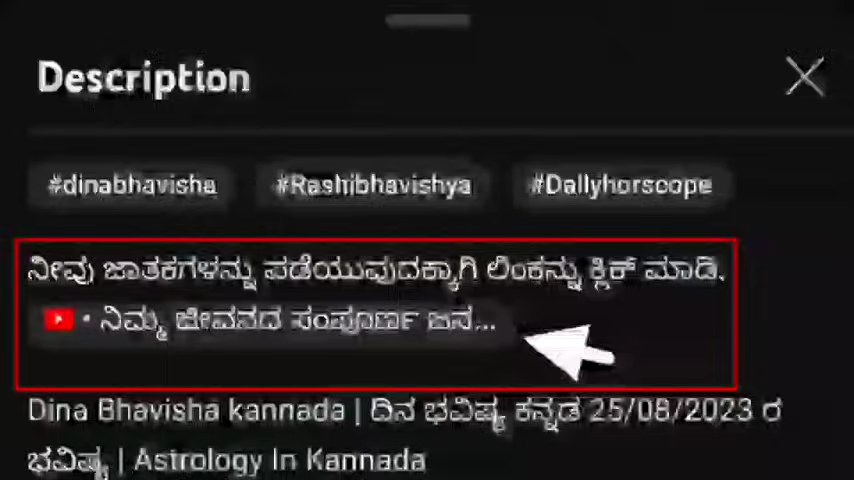 Description
#dinabhavisha #Rashibhavishya #Dallyhorscope
ನೀವು ಜಾತಕಗಳನ್ನು ಪಡೆಯುವುದಕ್ಕಾಗಿ ಲಿಂಕನ್ನು ಕ್ಲಿಕ್ ಮಾಡಿ.
• ನಿಮ್ಮ ಜೀವನದ ಸಂಪೂರ್ಣ ಜನ...
Dina Bhavisha kannada | ದಿನ ಭವಿಷ್ಯ ಕನ್ನಡ 25/08/2023 ರ
ಭವಿಷ್ಯ | Astrology In Kannada